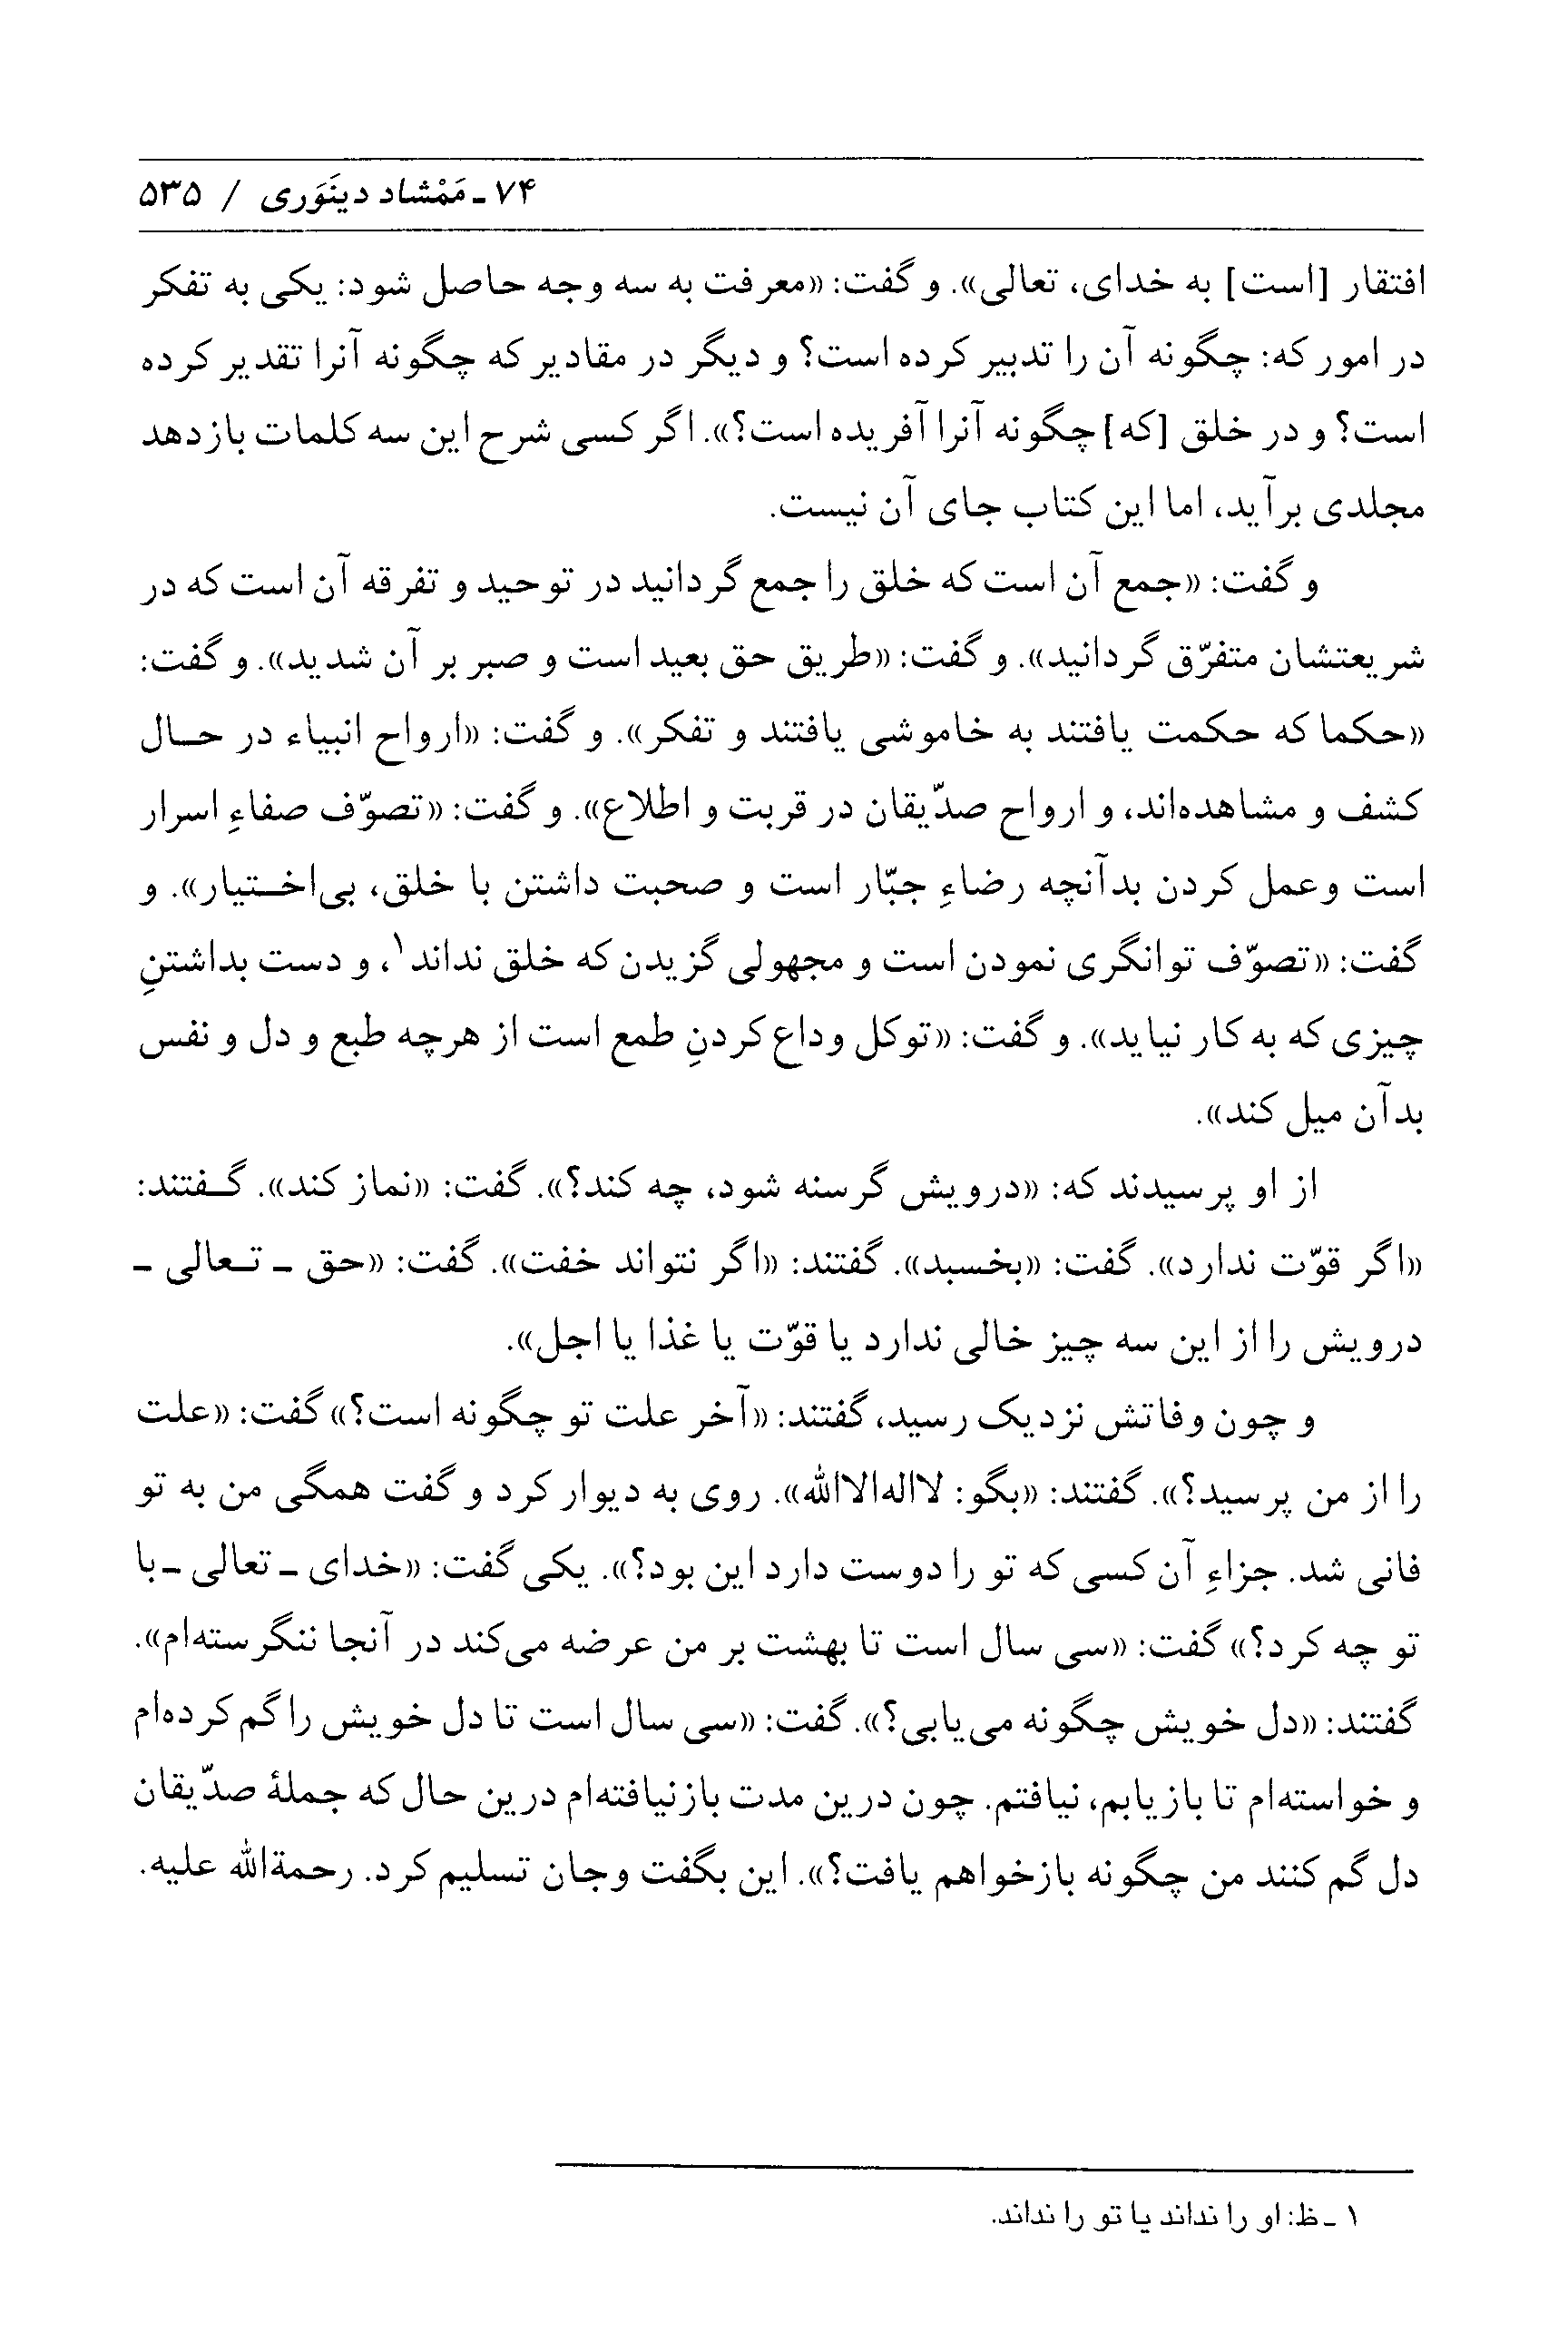 ۷۴ ـ مَمْشاد دینَوَری / ۵۳۵
افتقار [است] به خدای، تعالی». و گفت: «معرفت به سه وجه حاصل شود: یکی به تفکر
در امور که: چگونه آن را تدبیر کرده است؟ و دیگر در مقادیر که چگونه آنرا تقدیر کرده
است؟ و در خلق [که] چگونه آنرا آفریده است؟». اگر کسی شرح این سه کلمات بازدهد
مجلدی برآید، اما این کتاب جای آن نیست.
و گفت: «جمع آن است که خلق را جمع گردانید در توحید و تفرقه آن است که در
شریعتشان متفرّق گردانید». و گفت: «طریق حق بعید است و صبر بر آن شدید». و گفت:
«حکما که حکمت یافتند به خاموشی یافتند و تفکر». و گفت: «ارواح انبیاء در حـال
کشف و مشاهده‌اند، و ارواح صدّیقان در قربت و اطلاع». و گفت: «تصوّف صفاءِ اسرار
است وعمل کردن بدآنچه رضاءِ جبّار است و صحبت داشتن با خلق، بی‌اخـتیار». و
گفت: «تصوّف توانگری نمودن است و مجهولی گزیدن که خلق نداند۱، و دست بداشتنِ
چیزی که به کار نیاید». و گفت: «توکل وداع کردنِ طمع است از هرچه طبع و دل و نفس
بدآن میل کند».
از او پرسیدند که: «درویش گرسنه شود، چه کند؟». گفت: «نماز کند». گـفتند:
«اگر قوّت ندارد». گفت: «بخسبد». گفتند: «اگر نتواند خفت». گفت: «حق ـ تـعالی ـ
درویش را از این سه چیز خالی ندارد یا قوّت یا غذا یا اجل».
و چون وفاتش نزدیک رسید، گفتند: «آخر علت تو چگونه است؟» گفت: «علت
را از من پرسید؟». گفتند: «بگو: لااله‌الاالله». روی به دیوار کرد و گفت همگی من به تو
فانی شد. جزاءِ آن کسی که تو را دوست دارد این بود؟». یکی گفت: «خدای ـ تعالی ـ با
تو چه کرد؟» گفت: «سی سال است تا بهشت بر من عرضه می‌کند در آنجا ننگرسته‌ام».
گفتند: «دل خویش چگونه می‌یابی؟». گفت: «سی سال است تا دل خویش را گم کرده‌ام
و خواسته‌ام تا بازیابم، نیافتم. چون درین مدت بازنیافته‌ام درین حال که جملهٔ صدّیقان
دل گم کنند من چگونه بازخواهم یافت؟». این بگفت وجان تسلیم کرد. رحمةالله علیه.
۱ ـ ظ: او را نداند یا تو را نداند.